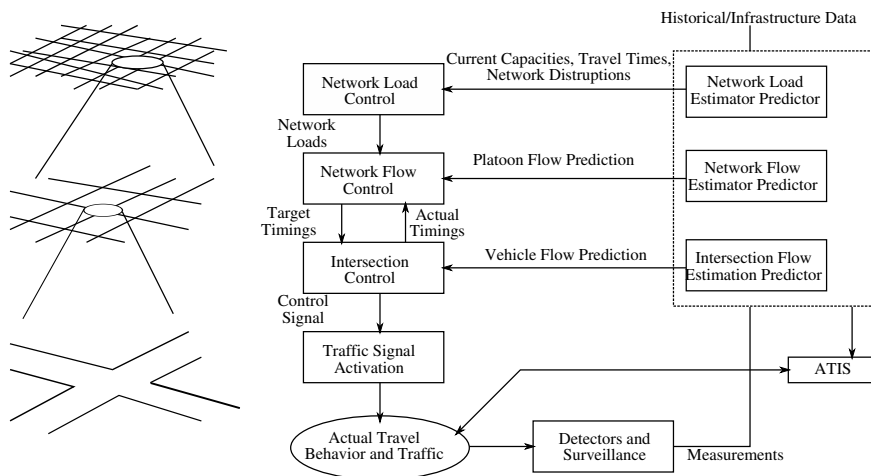 Historical/Infrastructure Data
Current Capacities, Travel Times,
Network Distruptions
Network Load
Control
Network Load
Estimator Predictor
Network
Loads
Network Flow
Control
Platoon Flow Prediction
Network Flow
Estimator Predictor
Target
Timings
Actual
Timings
Intersection
Control
Vehicle Flow Prediction
Intersection Flow
Estimation Predictor
Control
Signal
Traffic Signal
Activation
ATIS
Actual Travel
Behavior and Traffic
Detectors and
Surveillance
Measurements